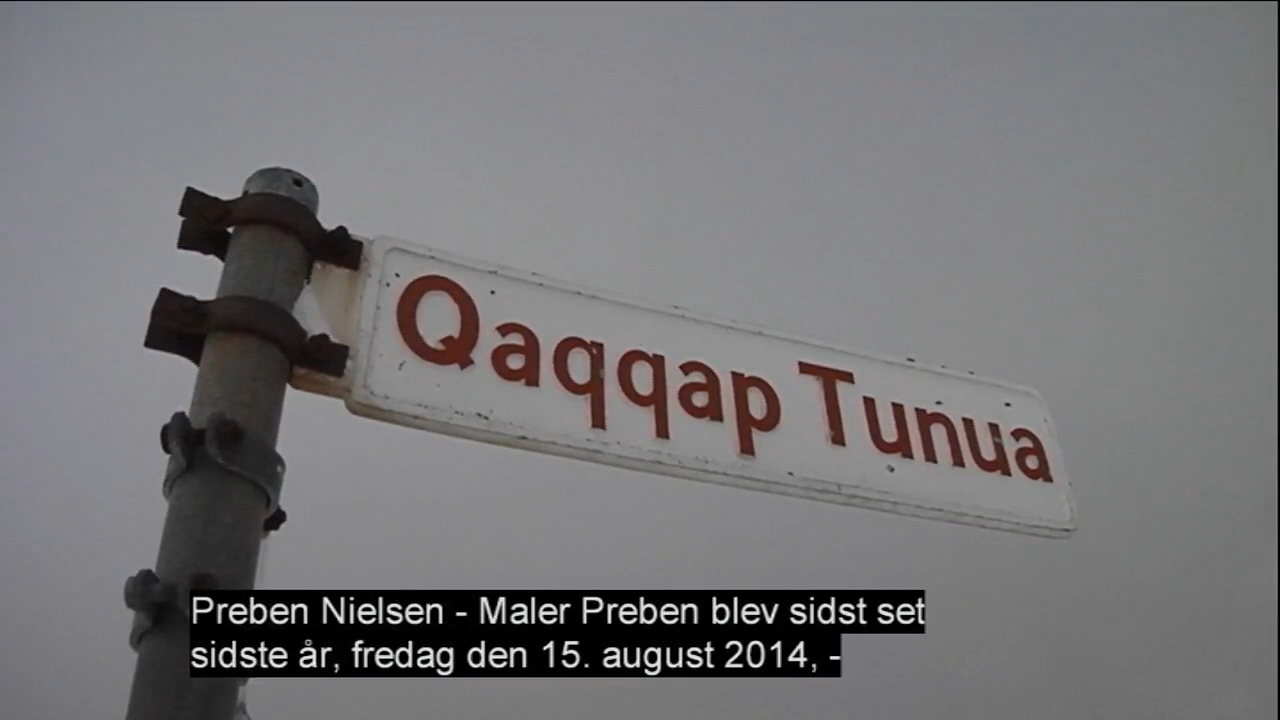 Qaqqap Tunua
Preben Nielsen - Maler Preben blev sidst set
sidste år, fredag den 15. august 2014, -